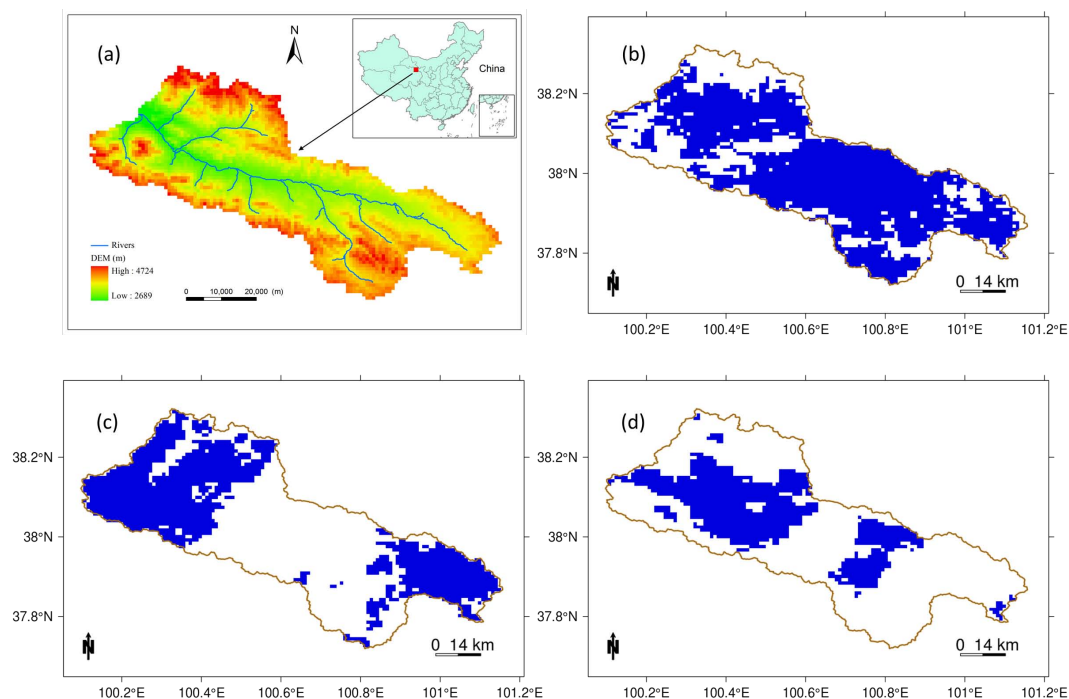 (a)
N
China
Rivers
DEM (m)
High : 4724
Low : 2689
0 10,000 20,000 (m)
(b)
38.2°N
38°N
37.8°N
N
0 14 km
100.2°E 100.4°E 100.6°E 100.8°E 101°E 101.2°E
(c)
38.2°N
38°N
37.8°N
N
0 14 km
100.2°E 100.4°E 100.6°E 100.8°E 101°E 101.2°E
(d)
38.2°N
38°N
37.8°N
N
0 14 km
100.2°E 100.4°E 100.6°E 100.8°E 101°E 101.2°E